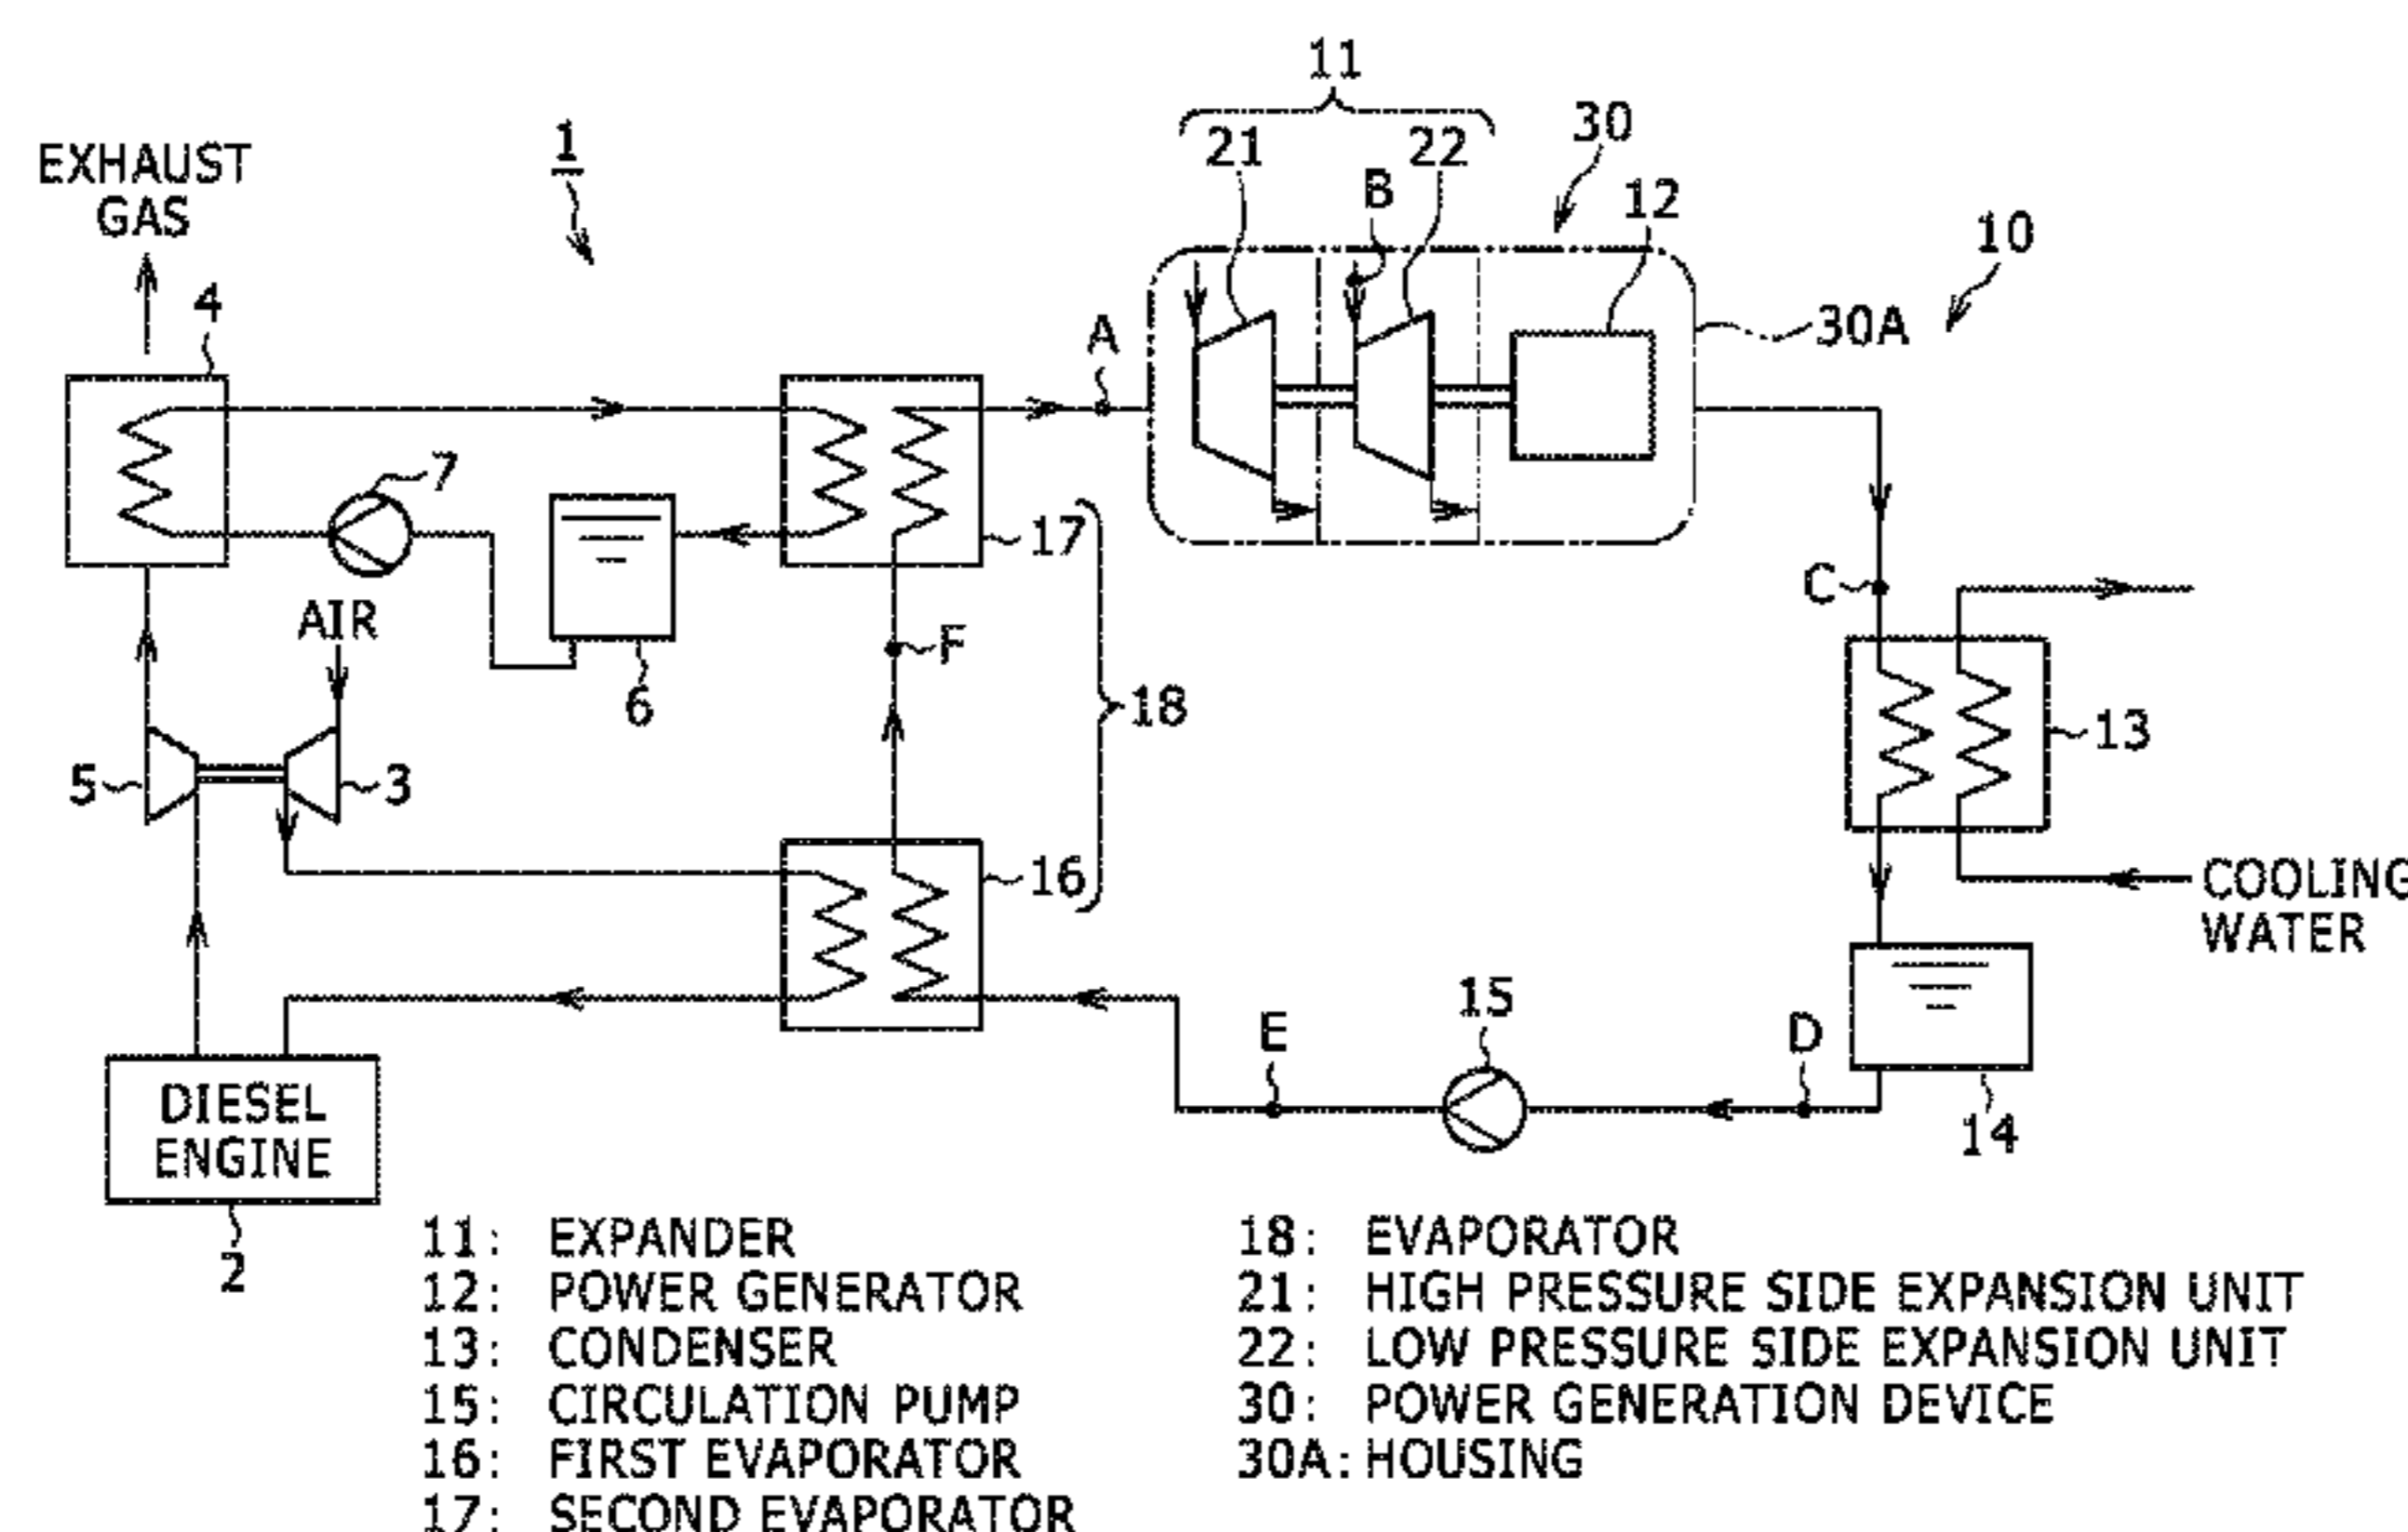 11
1
21
22
30
EXHAUST
GAS
B
12
10
4
A
30A
7
17
C
AIR
F
6
18
13
5
3
16
COOLING
WATER
15
E
D
DIESEL
ENGINE
14
2
11: EXPANDER
12: POWER GENERATOR
13: CONDENSER
15: CIRCULATION PUMP
16: FIRST EVAPORATOR
17: SECOND EVAPORATOR
18: EVAPORATOR
21: HIGH PRESSURE SIDE EXPANSION UNIT
22: LOW PRESSURE SIDE EXPANSION UNIT
30: POWER GENERATION DEVICE
30A: HOUSING